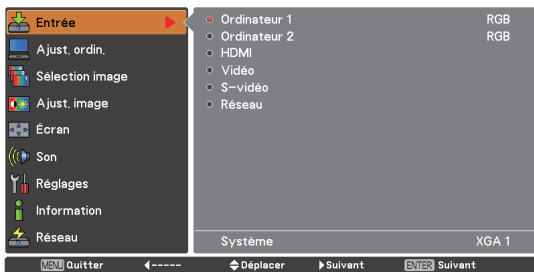 Entrée
Ajust. ordin.
Sélection image
Ajust. image
Écran
Son
Réglages
Information
Réseau
Ordinateur 1 RGB
Ordinateur 2 RGB
HDMI
Vidéo
S-vidéo
Réseau
Système XGA 1
MENU Quitter ◀----- Déplacer ▶Suivant ENTER Suivant